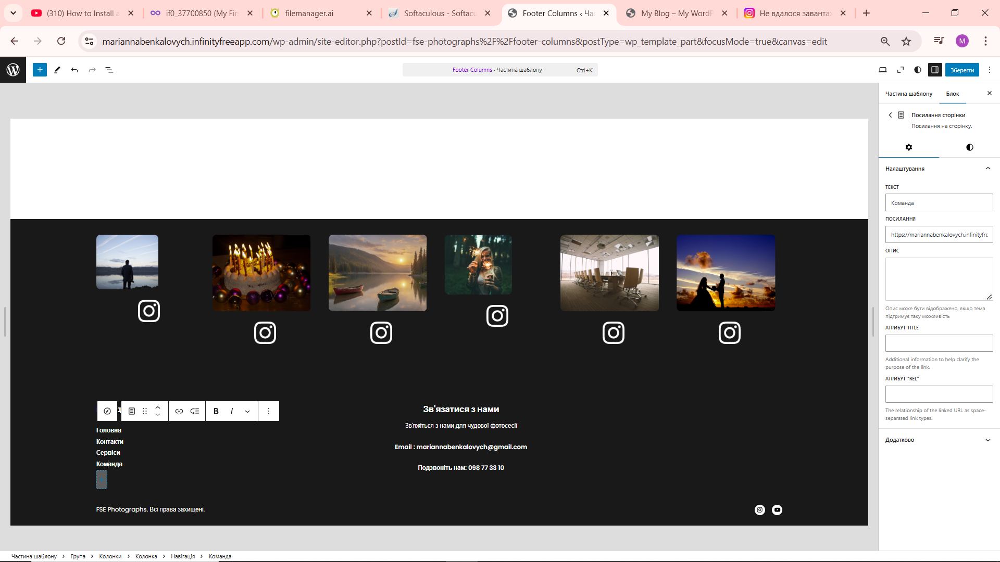 (310) How to Install a
if0_37700850 (My Fir
filemanager.ai
Softaculous - Softacu
Footer Columns ‹ Час
My Blog – My WordP
Не вдалося завантаж
mariannabenkalovych.infinityfreeapp.com/wp-admin/site-editor.php?postId=fse-photographs%2F%2Ffooter-columns&postType=wp_template_part&focusMode=true&canvas=edit
M
Footer Columns · Частина шаблону
Ctrl+K
Зберегти
Частина шаблону
Блок
Посилання сторінки
Посилання на сторінку.
Налаштування
ТЕКСТ
Команда
ПОСИЛАННЯ
https://mariannabenkalovych.infinityfre
ОПИС
Опис може бути відображено, якщо тема
підтримує таку можливість
АТРИБУТ TITLE
Additional information to help clarify the
purpose of the link.
АТРИБУТ "REL"
The relationship of the linked URL as space-
separated link types.
Додатково
B I
Головна
Контакти
Сервіси
Команда
Зв'язатися з нами
Зв'яжіться з нами для чудової фотосесії
Email : mariannabenkalovych@gmail.com
Подзвоніть нам: 098 77 33 10
FSE Photographs. Всі права захищені.
Частина шаблону › Група › Колонки › Колонка › Навігація › Команда